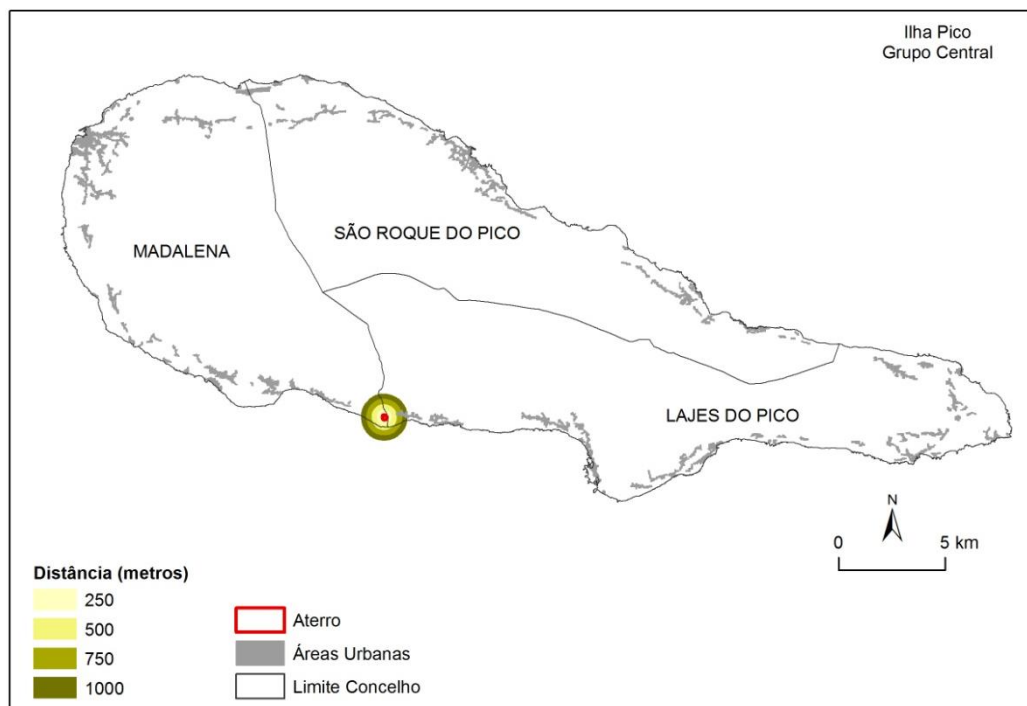 Ilha Pico
Grupo Central
SÃO ROQUE DO PICO
MADALENA
LAJES DO PICO
N
0 5 km
Distância (metros)
250
500
750
1000
Aterro
Áreas Urbanas
Limite Concelho